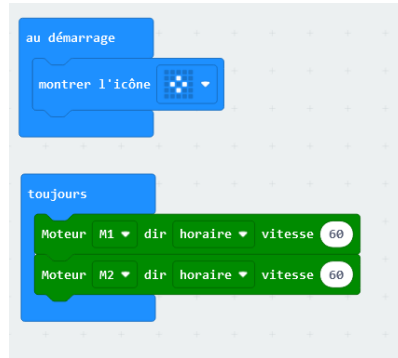 au démarrage
montrer l'icône
toujours
Moteur M1 dir horaire vitesse 60
Moteur M2 dir horaire vitesse 60